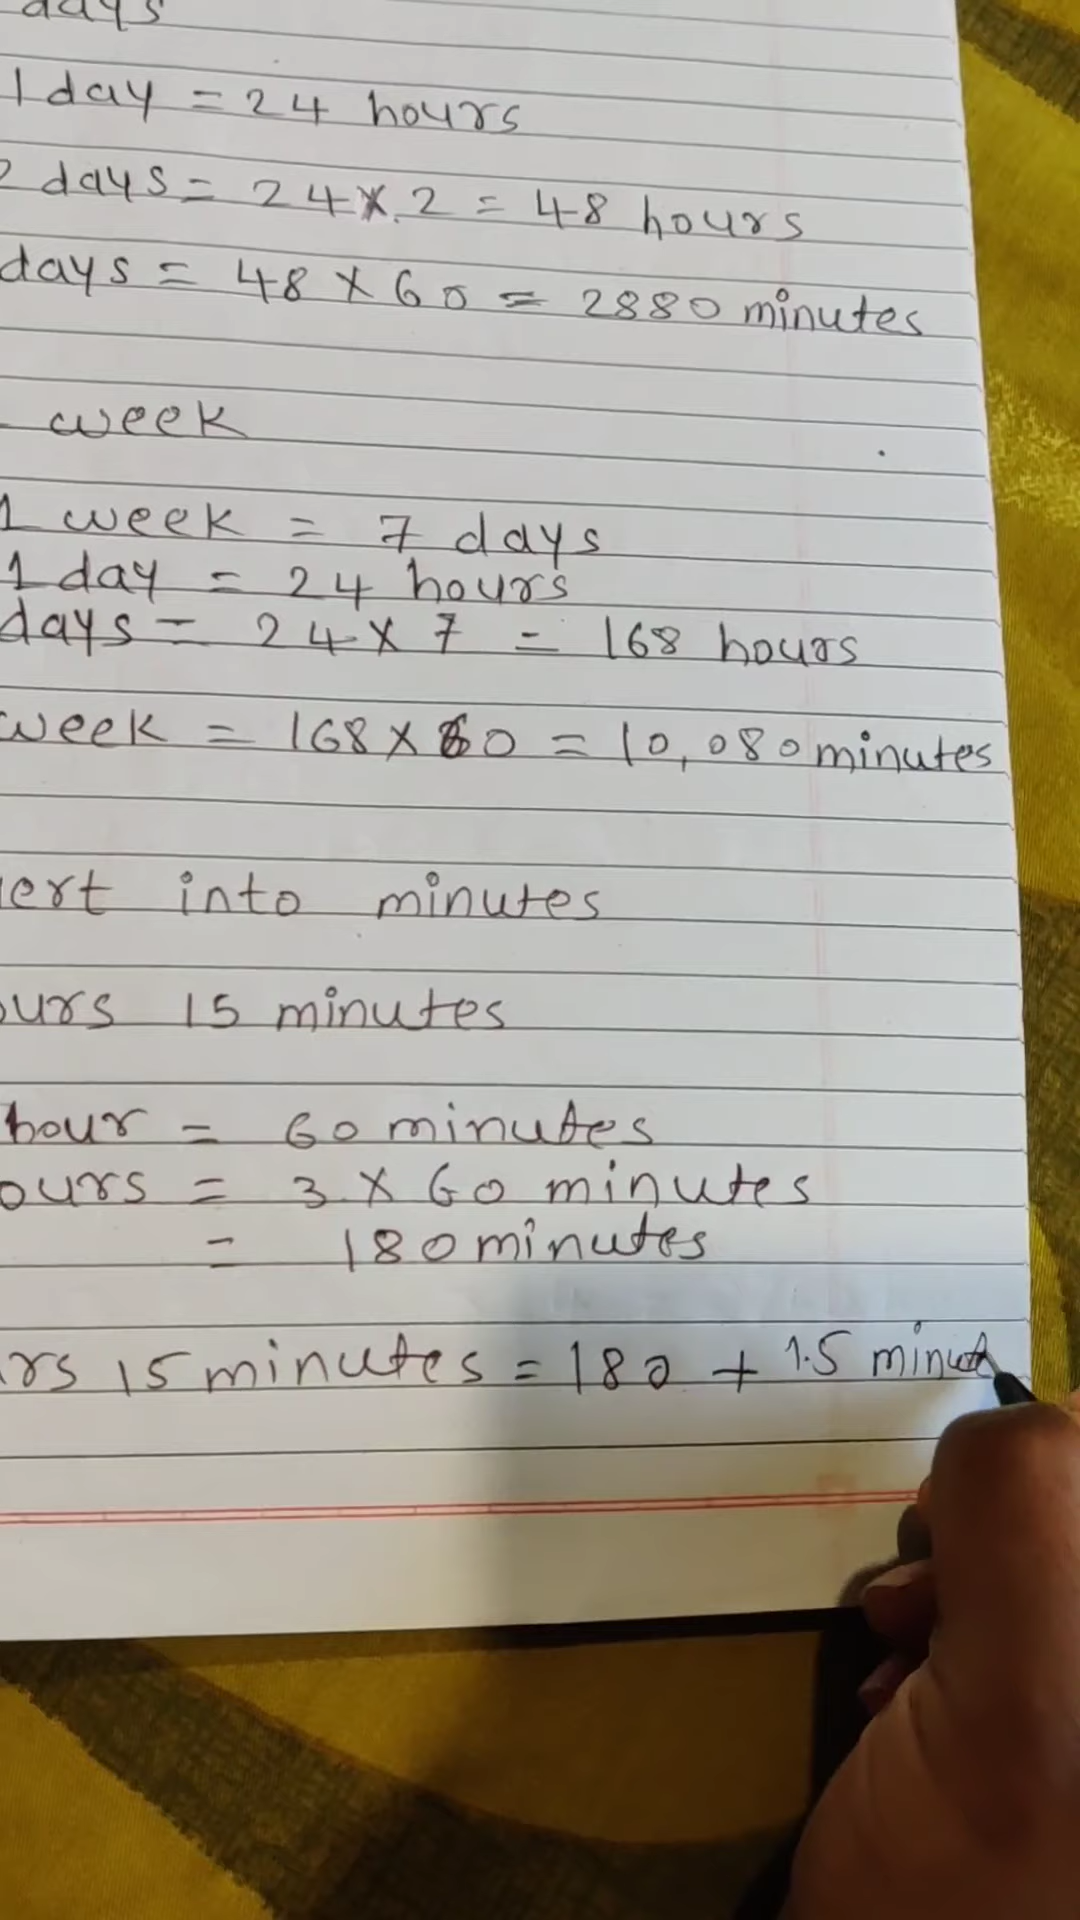 days
1 day = 24 hours
2 days = 24 × 2 = 48 hours
days = 48 × 60 = 2880 minutes
week
1 week = 7 days
1 day = 24 hours
days = 24 × 7 = 168 hours
week = 168 × 60 = 10,080 minutes
ert into minutes
ours 15 minutes
hour = 60 minutes
ours = 3 × 60 minutes
= 180 minutes
rs 15 minutes = 180 + 15 minut